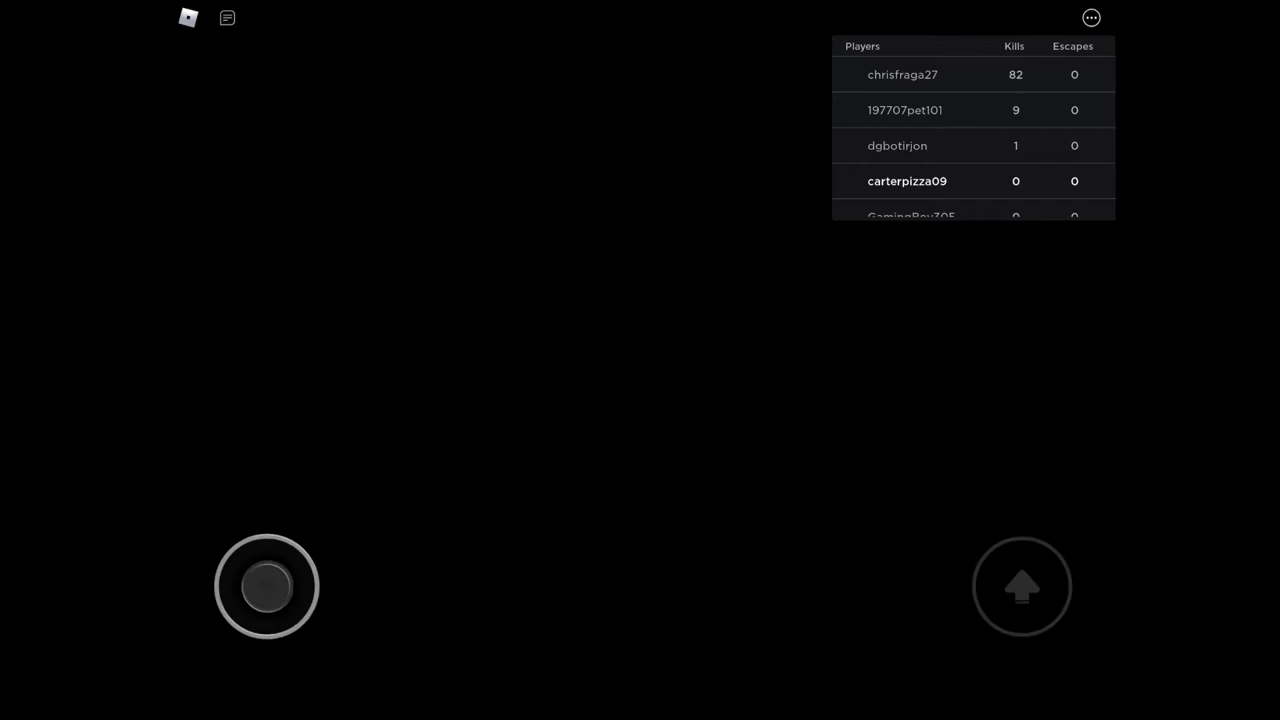 Players Kills Escapes
chrisfraga27 82 0
197707pet101 9 0
dgbotirjon 1 0
carterpizza09 0 0